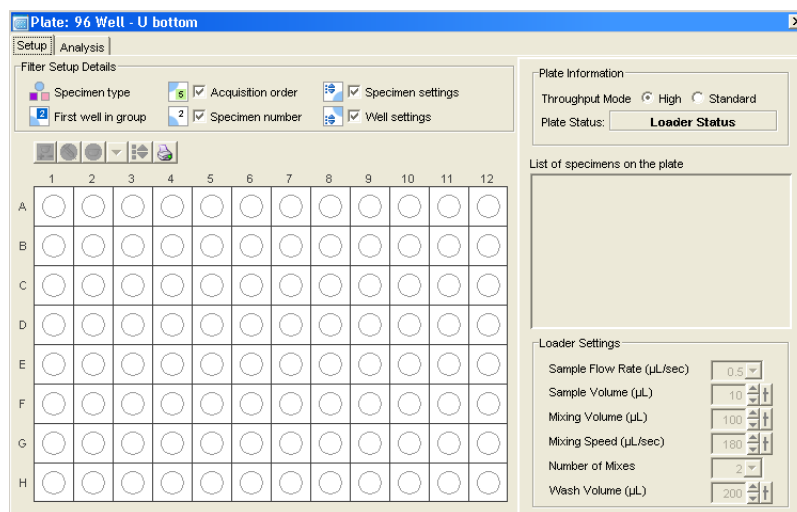 Plate: 96 Well - U bottom
Setup Analysis
Filter Setup Details
Specimen type
6 Acquisition order
Specimen settings
2 First well in group
2 Specimen number
Well settings
1 2 3 4 5 6 7 8 9 10 11 12
A
B
C
D
E
F
G
H
Plate Information
Throughput Mode High Standard
Plate Status: Loader Status
List of specimens on the plate
Loader Settings
Sample Flow Rate (µL/sec) 0.5
Sample Volume (µL) 10
Mixing Volume (µL) 100
Mixing Speed (µL/sec) 180
Number of Mixes 2
Wash Volume (µL) 200